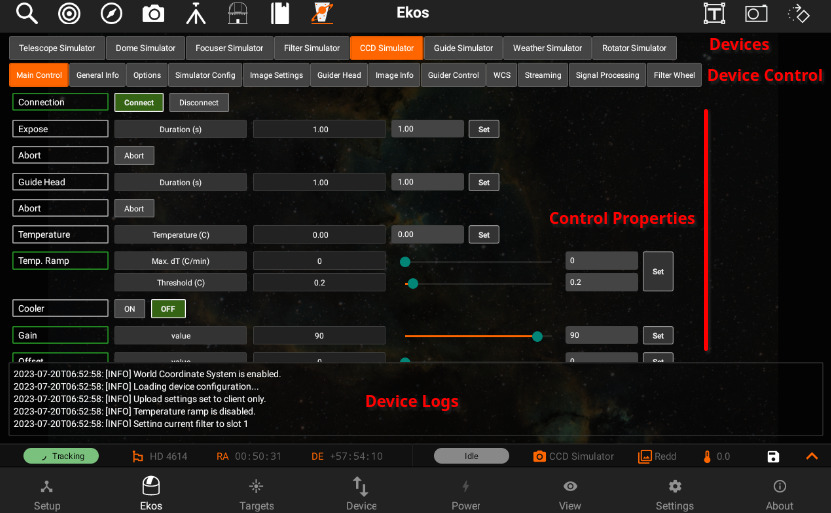 Ekos
Telescope Simulator Dome Simulator Focuser Simulator Filter Simulator CCD Simulator Guide Simulator Weather Simulator Rotator Simulator Devices
Main Control General Info Options Simulator Config Image Settings Guider Head Image Info Guider Control WCS Streaming Signal Processing Filter Wheel Device Control
Connection Connect Disconnect
Expose Duration (s) 1.00 1.00 Set
Abort Abort
Guide Head Duration (s) 1.00 1.00 Set
Abort Abort
Control Properties
Temperature Temperature (C) 0.00 0.00 Set
Temp. Ramp Max. dT (C/min) 0 0 Set
Threshold (C) 0.2 0.2
Cooler ON OFF
Gain value 90 90 Set
Offset value 0 0 Set
2023-07-20T06:52:58: [INFO] World Coordinate System is enabled.
2023-07-20T06:52:58: [INFO] Loading device configuration...
2023-07-20T06:52:58: [INFO] Upload settings set to client only.
2023-07-20T06:52:58: [INFO] Temperature ramp is disabled.
2023-07-20T06:52:58: [INFO] Setting current filter to slot 1
Device Logs
Tracking HD 4614 RA 00:50:31 DE +57:54:10 Idle CCD Simulator Redd 0.0
Setup Ekos Targets Device Power View Settings About